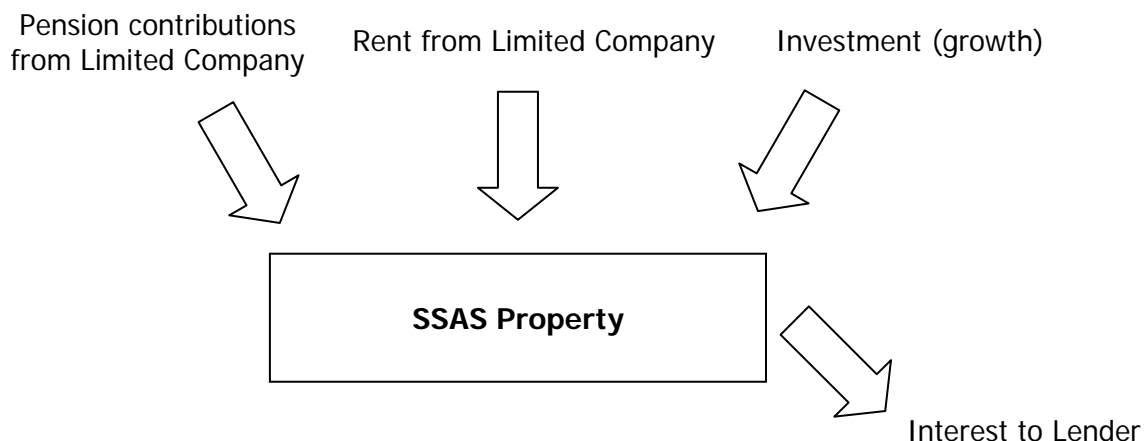 Pension contributions
from Limited Company
Rent from Limited Company
Investment (growth)
SSAS Property
Interest to Lender